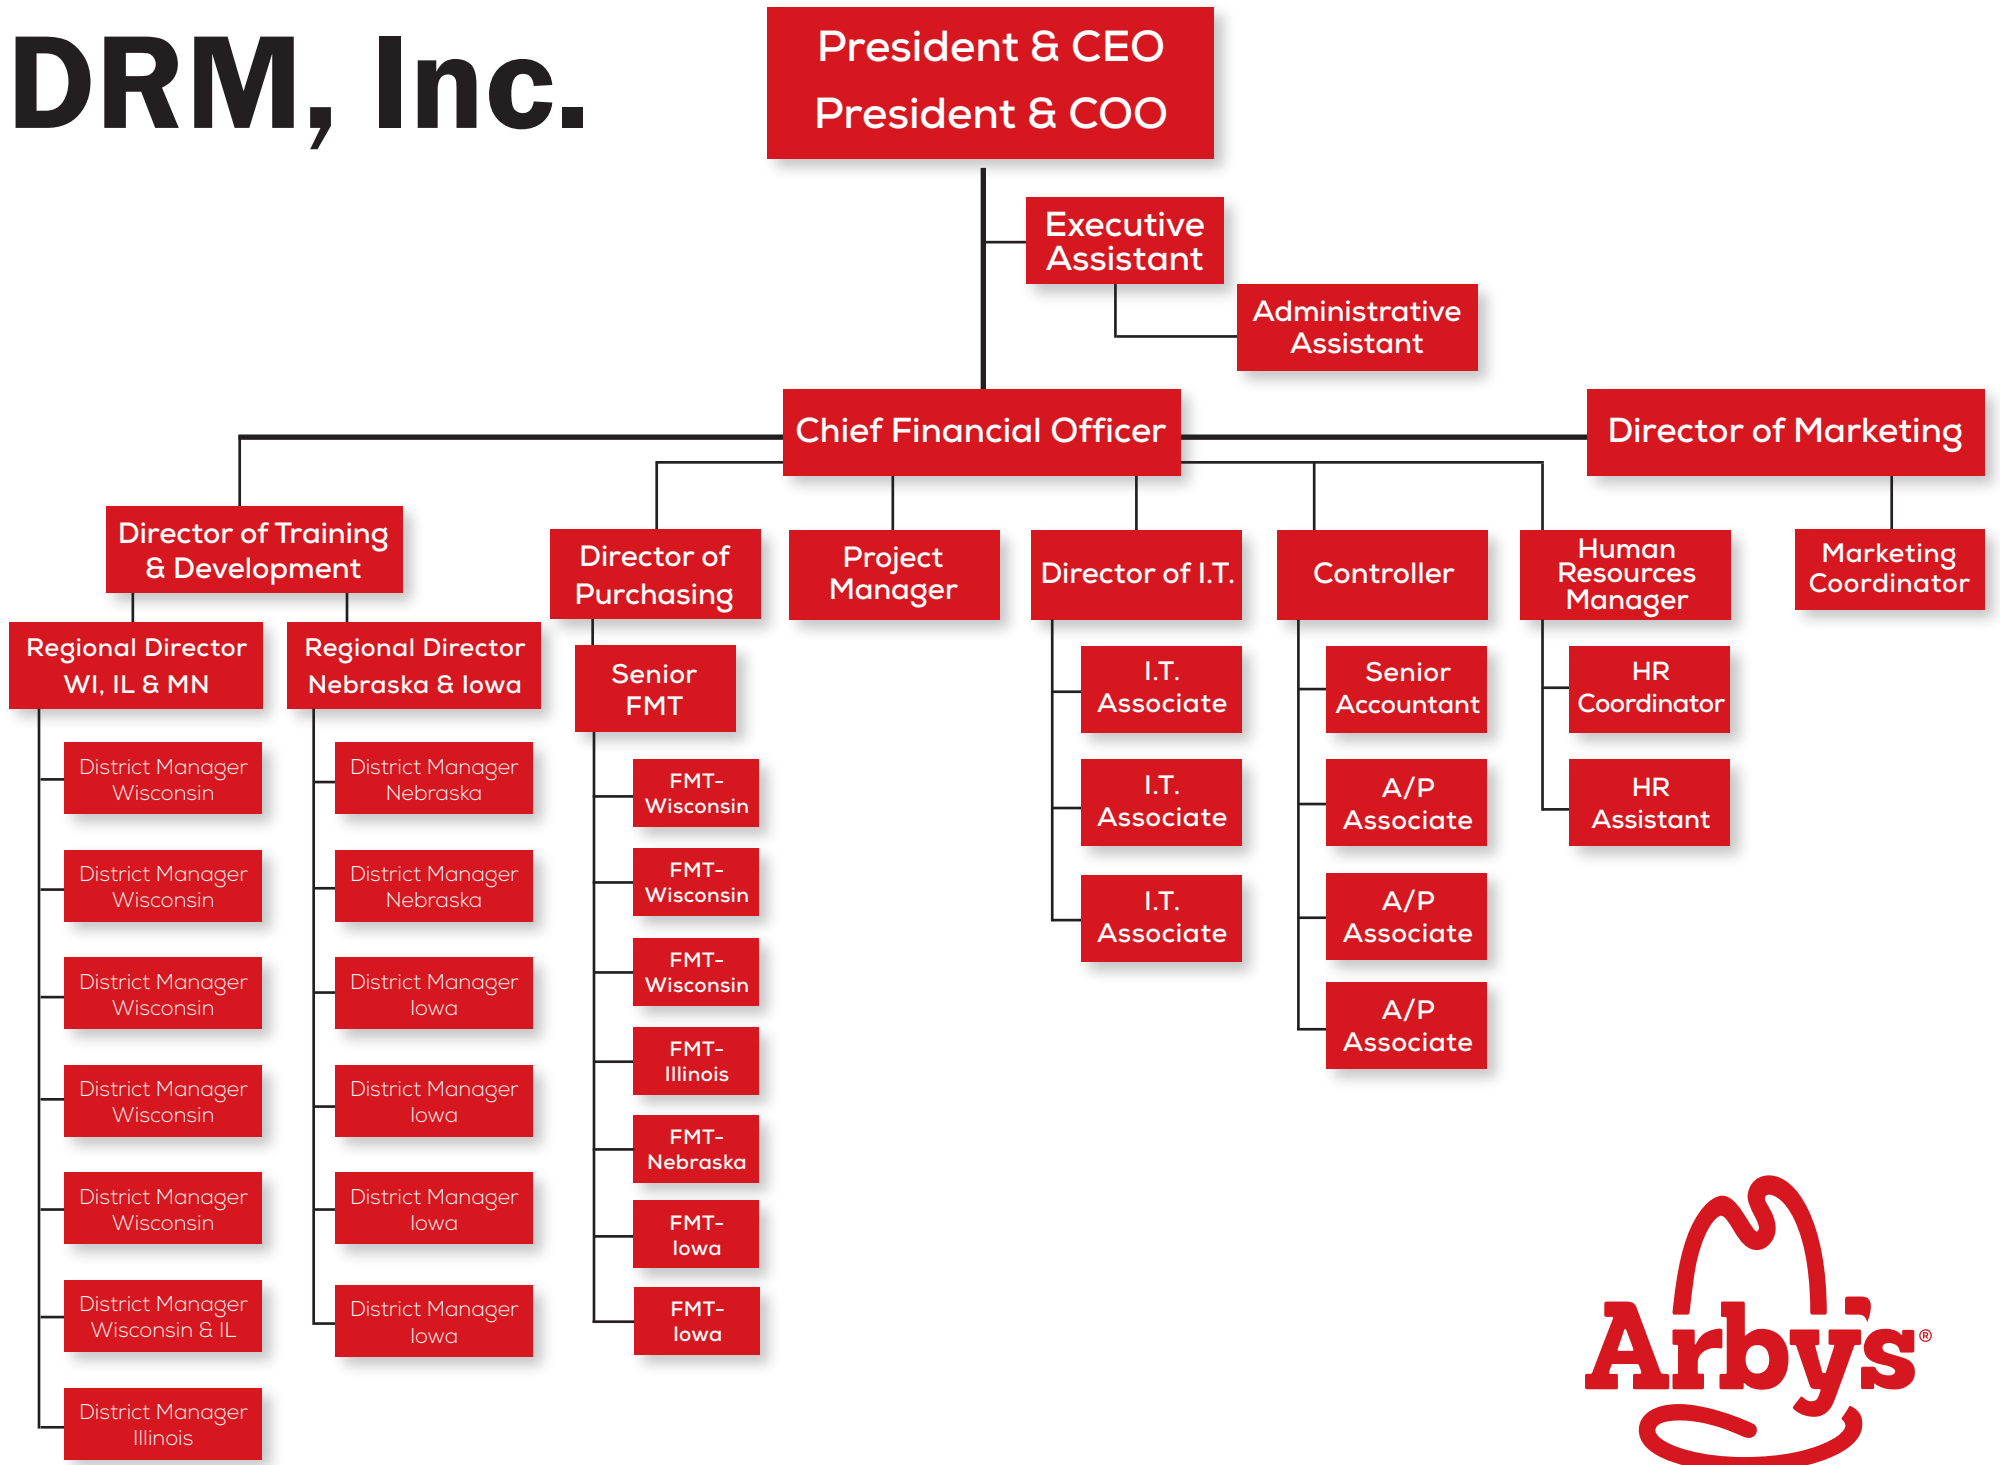 DRM, Inc.
President & CEO
President & COO
Executive
Assistant
Administrative
Assistant
Chief Financial Officer
Director of Marketing
Director of Training
& Development
Director of
Purchasing
Project
Manager
Director of I.T.
Controller
Human
Resources
Manager
Marketing
Coordinator
Regional Director
WI, IL & MN
Regional Director
Nebraska & Iowa
Senior
FMT
I.T.
Associate
I.T.
Associate
I.T.
Associate
Senior
Accountant
A/P
Associate
A/P
Associate
A/P
Associate
HR
Coordinator
HR
Assistant
District Manager
Wisconsin
District Manager
Wisconsin
District Manager
Wisconsin
District Manager
Wisconsin
District Manager
Wisconsin
District Manager
Wisconsin & IL
District Manager
Illinois
District Manager
Nebraska
District Manager
Nebraska
District Manager
Iowa
District Manager
Iowa
District Manager
Iowa
District Manager
Iowa
FMT-
Wisconsin
FMT-
Wisconsin
FMT-
Wisconsin
FMT-
Illinois
FMT-
Nebraska
FMT-
Iowa
FMT-
Iowa
Arby's®